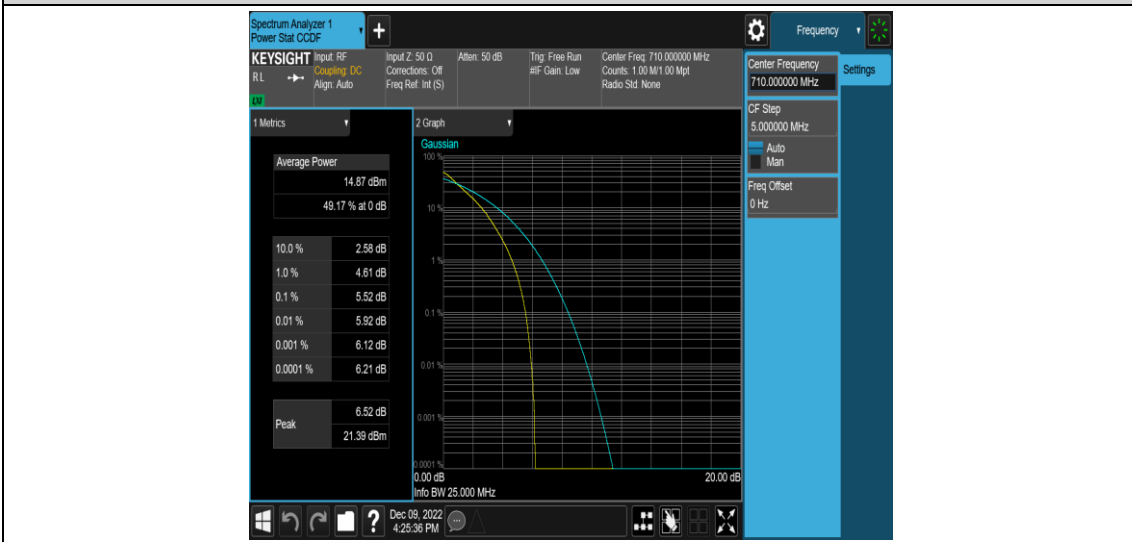 Spectrum Analyzer 1
Power Stat CCDF
+
Frequency
KEYSIGHT
RL
LXI
Input: RF
Coupling: DC
Align: Auto
Input Z: 50 Ω
Corrections: Off
Freq Ref: Int (S)
Atten: 50 dB
Trig: Free Run
#IF Gain: Low
Center Freq: 710.000000 MHz
Counts: 1.00 M/1.00 Mpt
Radio Std: None
Center Frequency
710.000000 MHz
Settings
CF Step
5.000000 MHz
Auto
Man
Freq Offset
0 Hz
1 Metrics
Average Power
14.87 dBm
49.17 % at 0 dB
10.0 % 2.58 dB
1.0 % 4.61 dB
0.1 % 5.52 dB
0.01 % 5.92 dB
0.001 % 6.12 dB
0.0001 % 6.21 dB
Peak
6.52 dB
21.39 dBm
2 Graph
Gaussian
100 %
10 %
1 %
0.1 %
0.01 %
0.001 %
0.0001 %
0.00 dB 20.00 dB
Info BW 25.000 MHz
?
Dec 09, 2022
4:25:36 PM